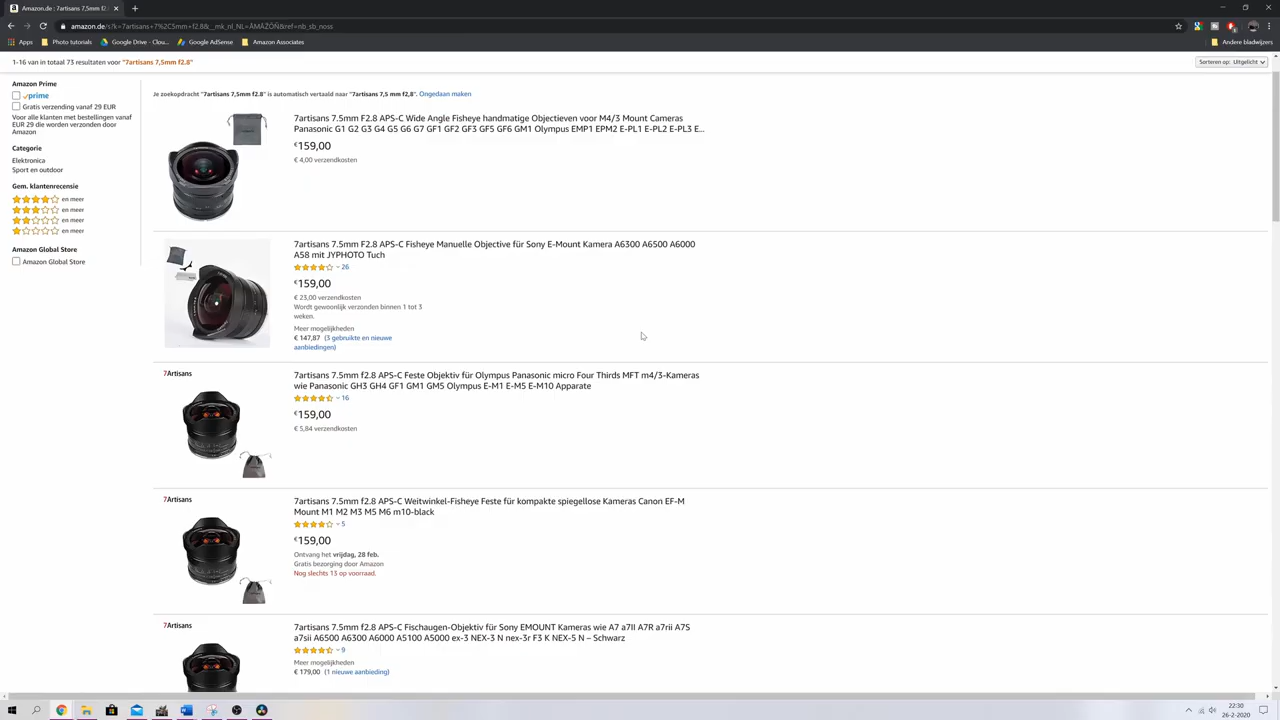 Amazon.de : 7artisans 7,5mm f2.8
amazon.de/s?k=7artisans+7%2C5mm+f2.8&__mk_nl_NL=ÅMÅŽÕÑ&ref=nb_sb_noss
Apps Photo tutorials Google Drive - Clou... Google AdSense Amazon Associates Andere bladwijzers
1-16 van in totaal 73 resultaten voor "7artisans 7,5mm f2.8"
Sorteren op: Uitgelicht
Amazon Prime
prime
Gratis verzending vanaf 29 EUR
Voor alle klanten met bestellingen vanaf
EUR 29 die worden verzonden door
Amazon
Categorie
Elektronica
Sport en outdoor
Gem. klantenrecensie
en meer
en meer
en meer
en meer
Amazon Global Store
Amazon Global Store
Je zoekopdracht "7artisans 7,5mm f2.8" is automatisch vertaald naar "7artisans 7,5 mm f2,8". Ongedaan maken
7artisans 7.5mm F2.8 APS-C Wide Angle Fisheye handmatige Objectieven voor M4/3 Mount Cameras
Panasonic G1 G2 G3 G4 G5 G6 G7 GF1 GF2 GF3 GF5 GF6 GM1 Olympus EMP1 EPM2 E-PL1 E-PL2 E-PL3 E...
€159,00
€ 4,00 verzendkosten
7artisans 7.5mm F2.8 APS-C Fisheye Manuelle Objective für Sony E-Mount Kamera A6300 A6500 A6000
A58 mit JYPHOTO Tuch
26
€159,00
€ 23,00 verzendkosten
Wordt gewoonlijk verzonden binnen 1 tot 3
weken.
Meer mogelijkheden
€ 147,87 (3 gebruikte en nieuwe
aanbiedingen)
7Artisans
7artisans 7.5mm f2.8 APS-C Feste Objektiv für Olympus Panasonic micro Four Thirds MFT m4/3-Kameras
wie Panasonic GH3 GH4 GF1 GM1 GM5 Olympus E-M1 E-M5 E-M10 Apparate
16
€159,00
€ 5,84 verzendkosten
7Artisans
7artisans 7.5mm f2.8 APS-C Weitwinkel-Fisheye Feste für kompakte spiegellose Kameras Canon EF-M
Mount M1 M2 M3 M5 M6 m10-black
5
€159,00
Ontvang het vrijdag, 28 feb.
Gratis bezorging door Amazon
Nog slechts 13 op voorraad.
7Artisans
7artisans 7.5mm f2.8 APS-C Fischaugen-Objektiv für Sony EMOUNT Kameras wie A7 a7II A7R a7rii A7S
a7sii A6500 A6300 A6000 A5100 A5000 ex-3 NEX-3 N nex-3r F3 K NEX-5 N – Schwarz
9
Meer mogelijkheden
€ 179,00 (1 nieuwe aanbieding)
22:30
26-2-2020